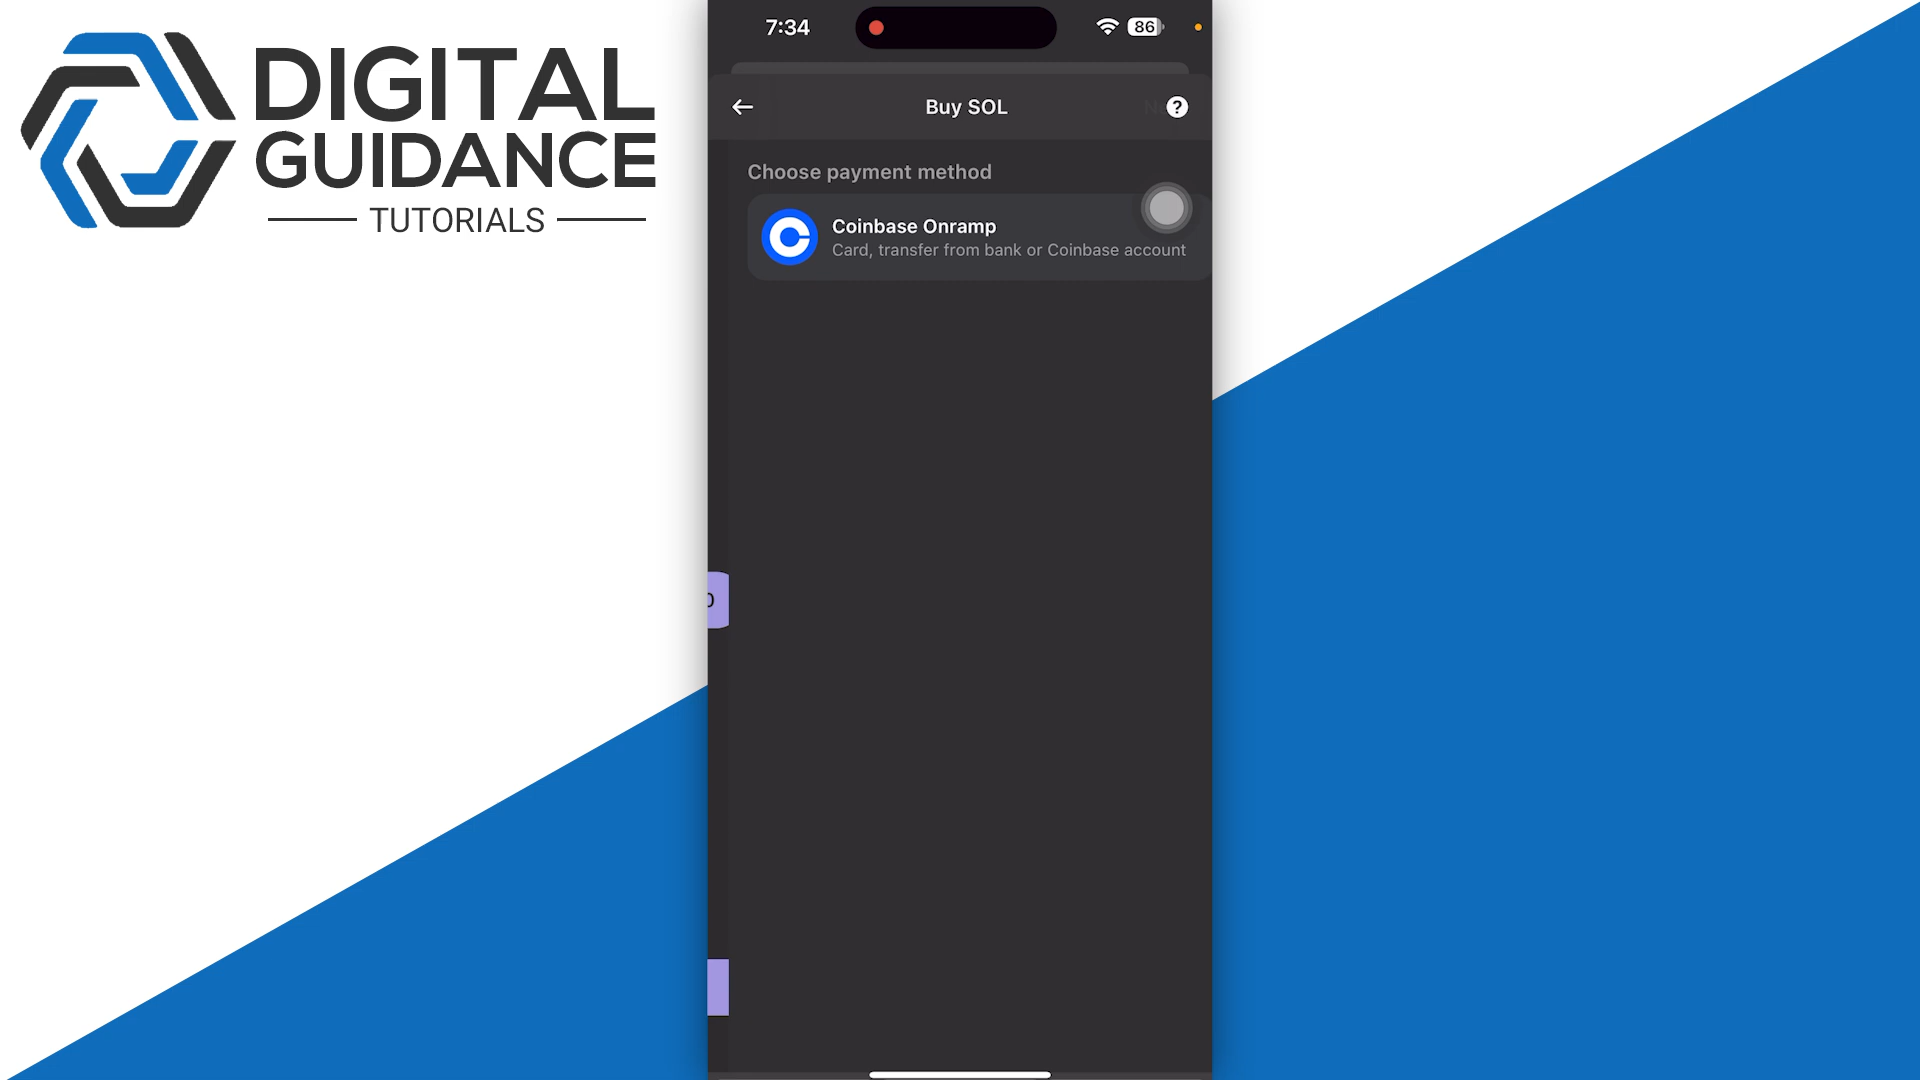 DIGITAL
GUIDANCE
TUTORIALS
7:34
86
Buy SOL
?
Choose payment method
Coinbase Onramp
Card, transfer from bank or Coinbase account